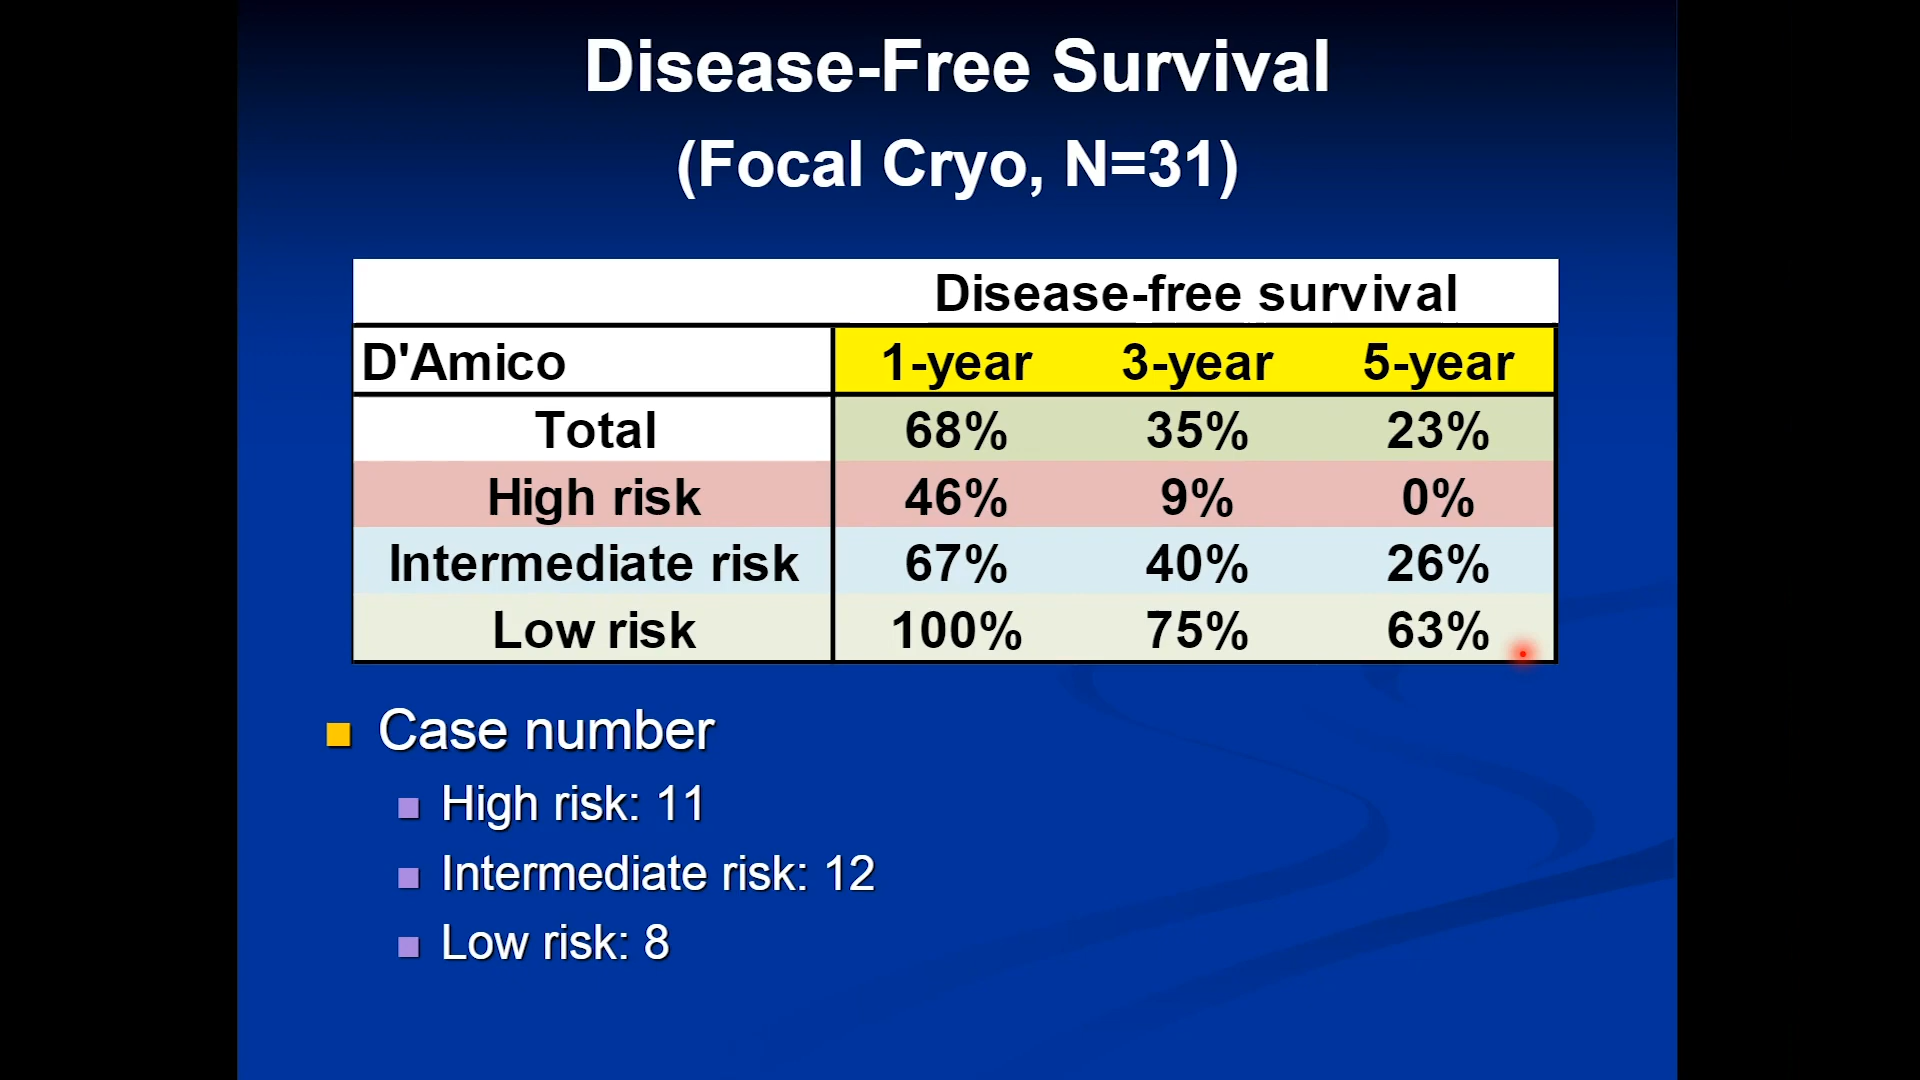 Disease-Free Survival
(Focal Cryo, N=31)
Disease-free survival
D'Amico 1-year 3-year 5-year
Total 68% 35% 23%
High risk 46% 9% 0%
Intermediate risk 67% 40% 26%
Low risk 100% 75% 63%
Case number
High risk: 11
Intermediate risk: 12
Low risk: 8